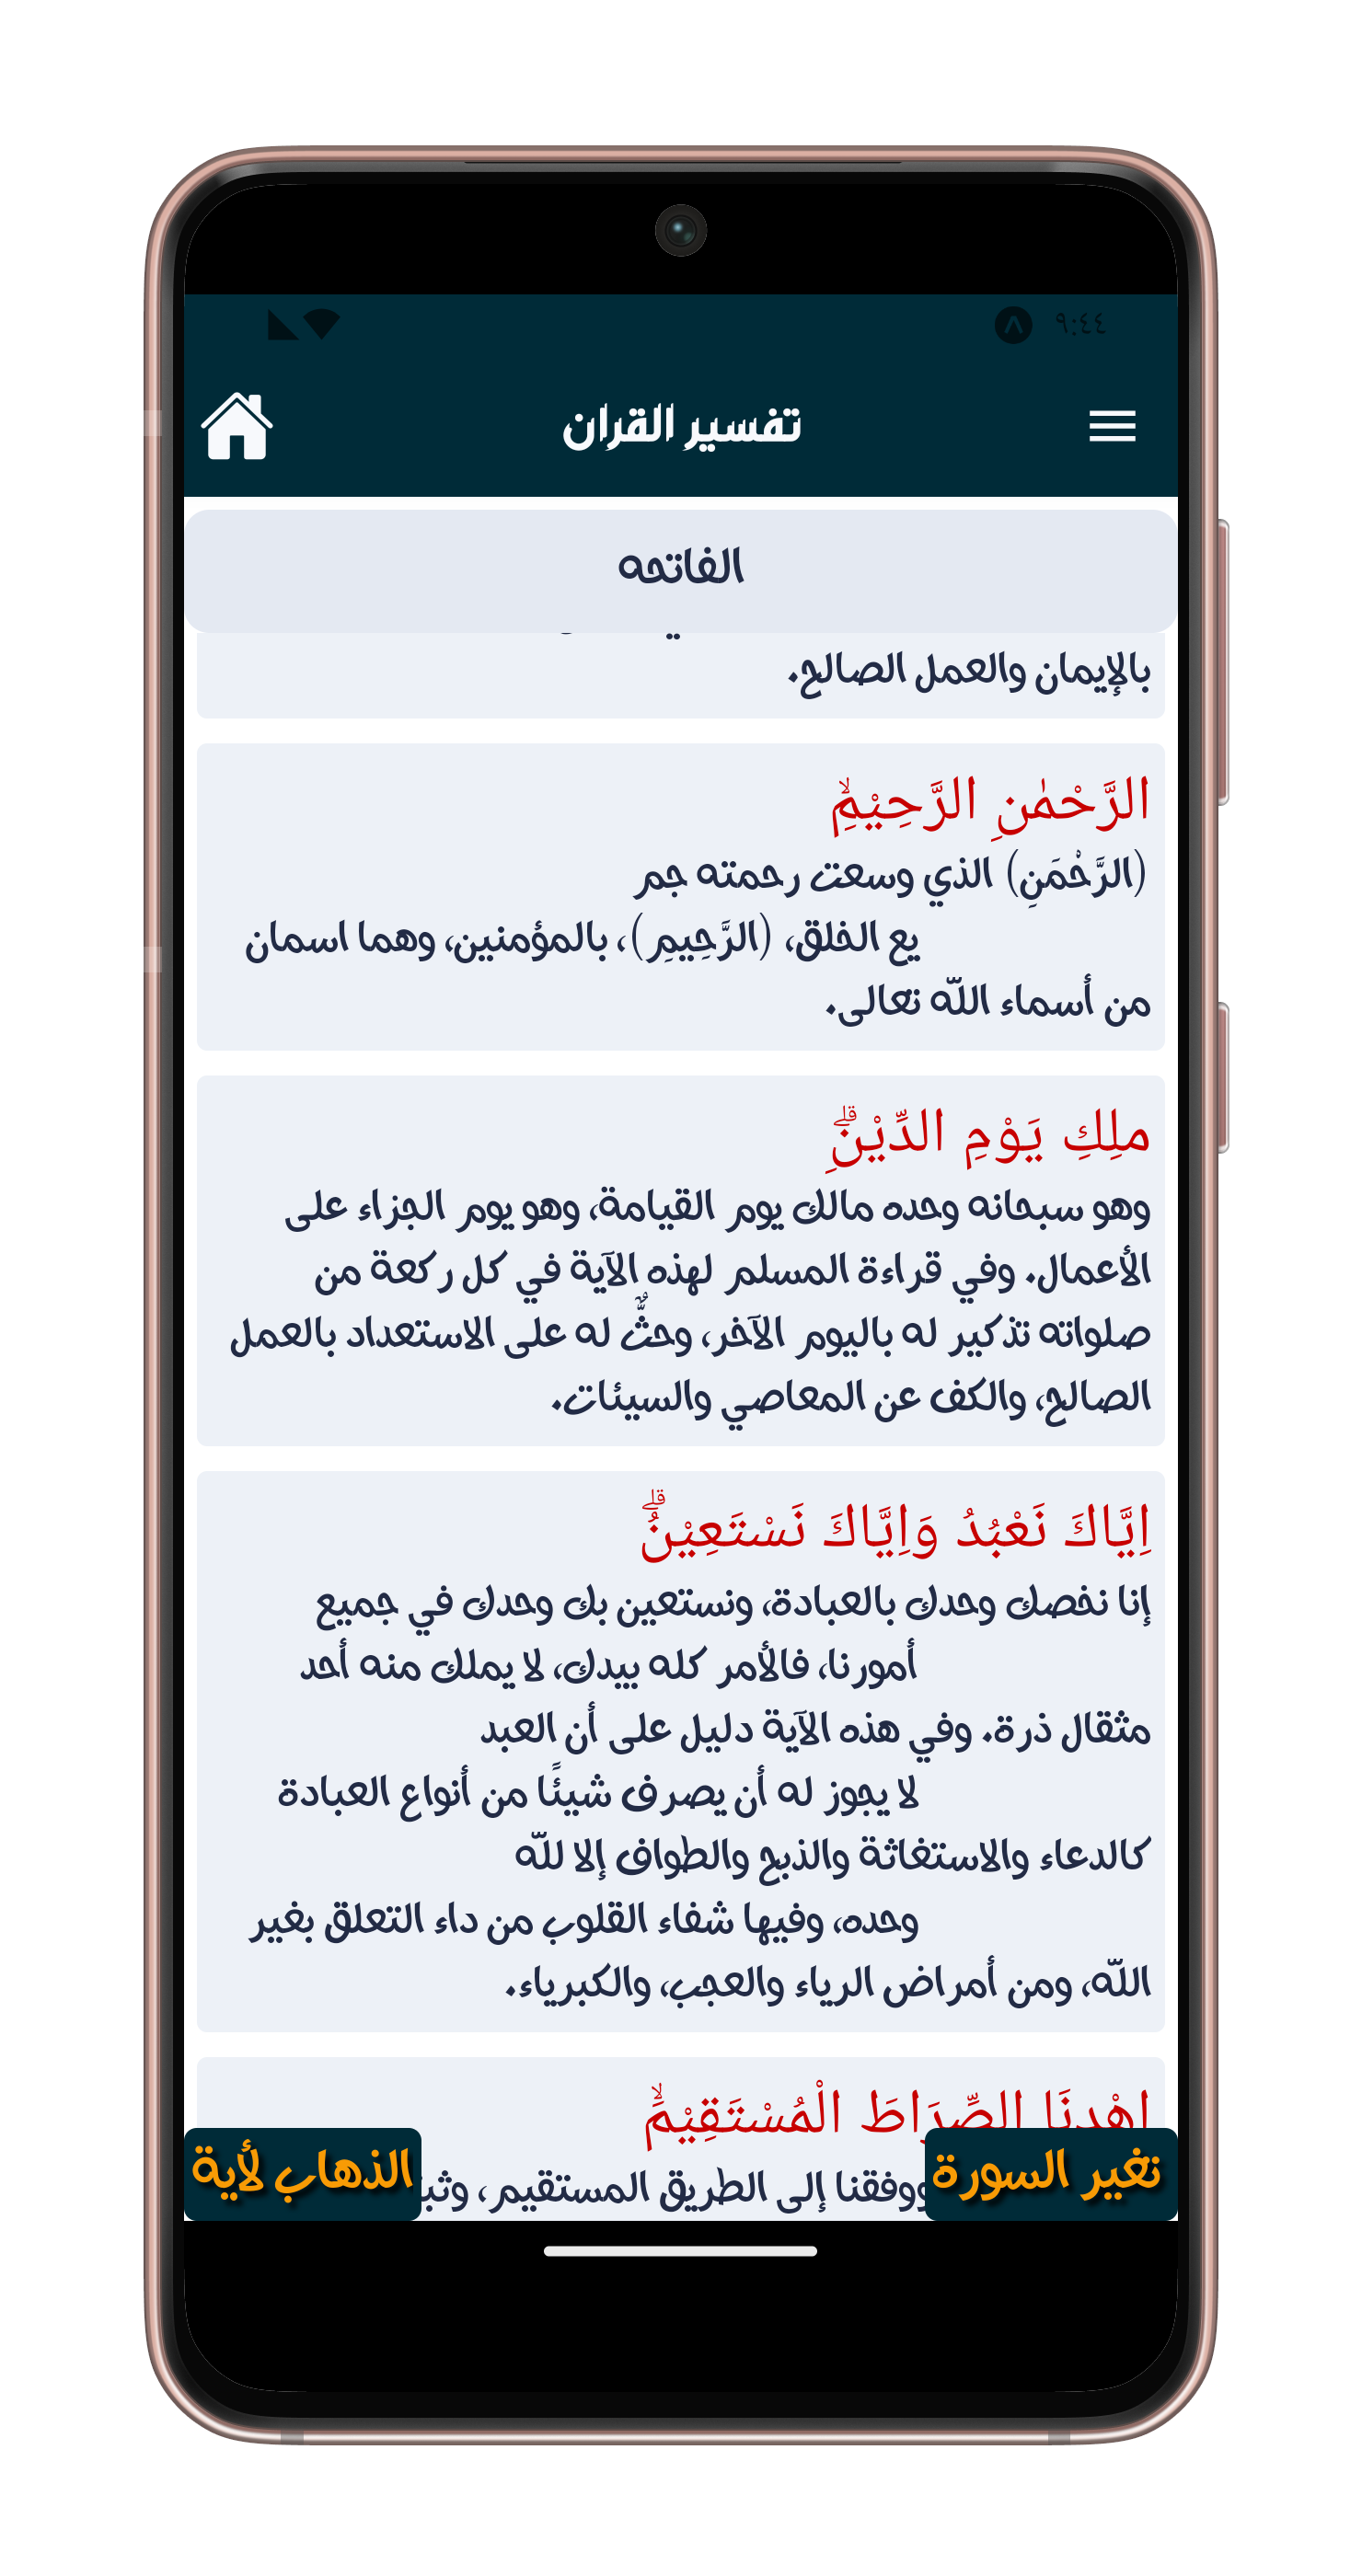 ٩:٤٤
تفسير القران
الفاتحه
بالإيمان والعمل الصالح.
الرَّحْمٰنِ الرَّحِيْمِۙ
(الرَّحْمَنِ) الذي وسعت رحمته جم
يع الخلق، (الرَّحِيمِ)، بالمؤمنين، وهما اسمان
من أسماء الله تعالى.
ملِكِ يَوْمِ الدِّيْنِۗ
وهو سبحانه وحده مالك يوم القيامة، وهو يوم الجزاء على
الأعمال. وفي قراءة المسلم لهذه الآية في كل ركعة من
صلواته تذكير له باليوم الآخر، وحثٌّ له على الاستعداد بالعمل
الصالح، والكف عن المعاصي والسيئات.
اِيَّاكَ نَعْبُدُ وَاِيَّاكَ نَسْتَعِيْنُۗ
إنا نخصك وحدك بالعبادة، ونستعين بك وحدك في جميع
أمورنا، فالأمر كله بيدك، لا يملك منه أحد
مثقال ذرة. وفي هذه الآية دليل على أن العبد
لا يجوز له أن يصرف شيئًا من أنواع العبادة
كالدعاء والاستغاثة والذبح والطواف إلا لله
وحده، وفيها شفاء القلوب من داء التعلق بغير
الله، ومن أمراض الرياء والعجب، والكبرياء.
اِهْدِنَا الصِّرَاطَ الْمُسْتَقِيْمَۙ
ووفقنا إلى الطريق المستقيم،
تغير السورة
الذهاب لأية